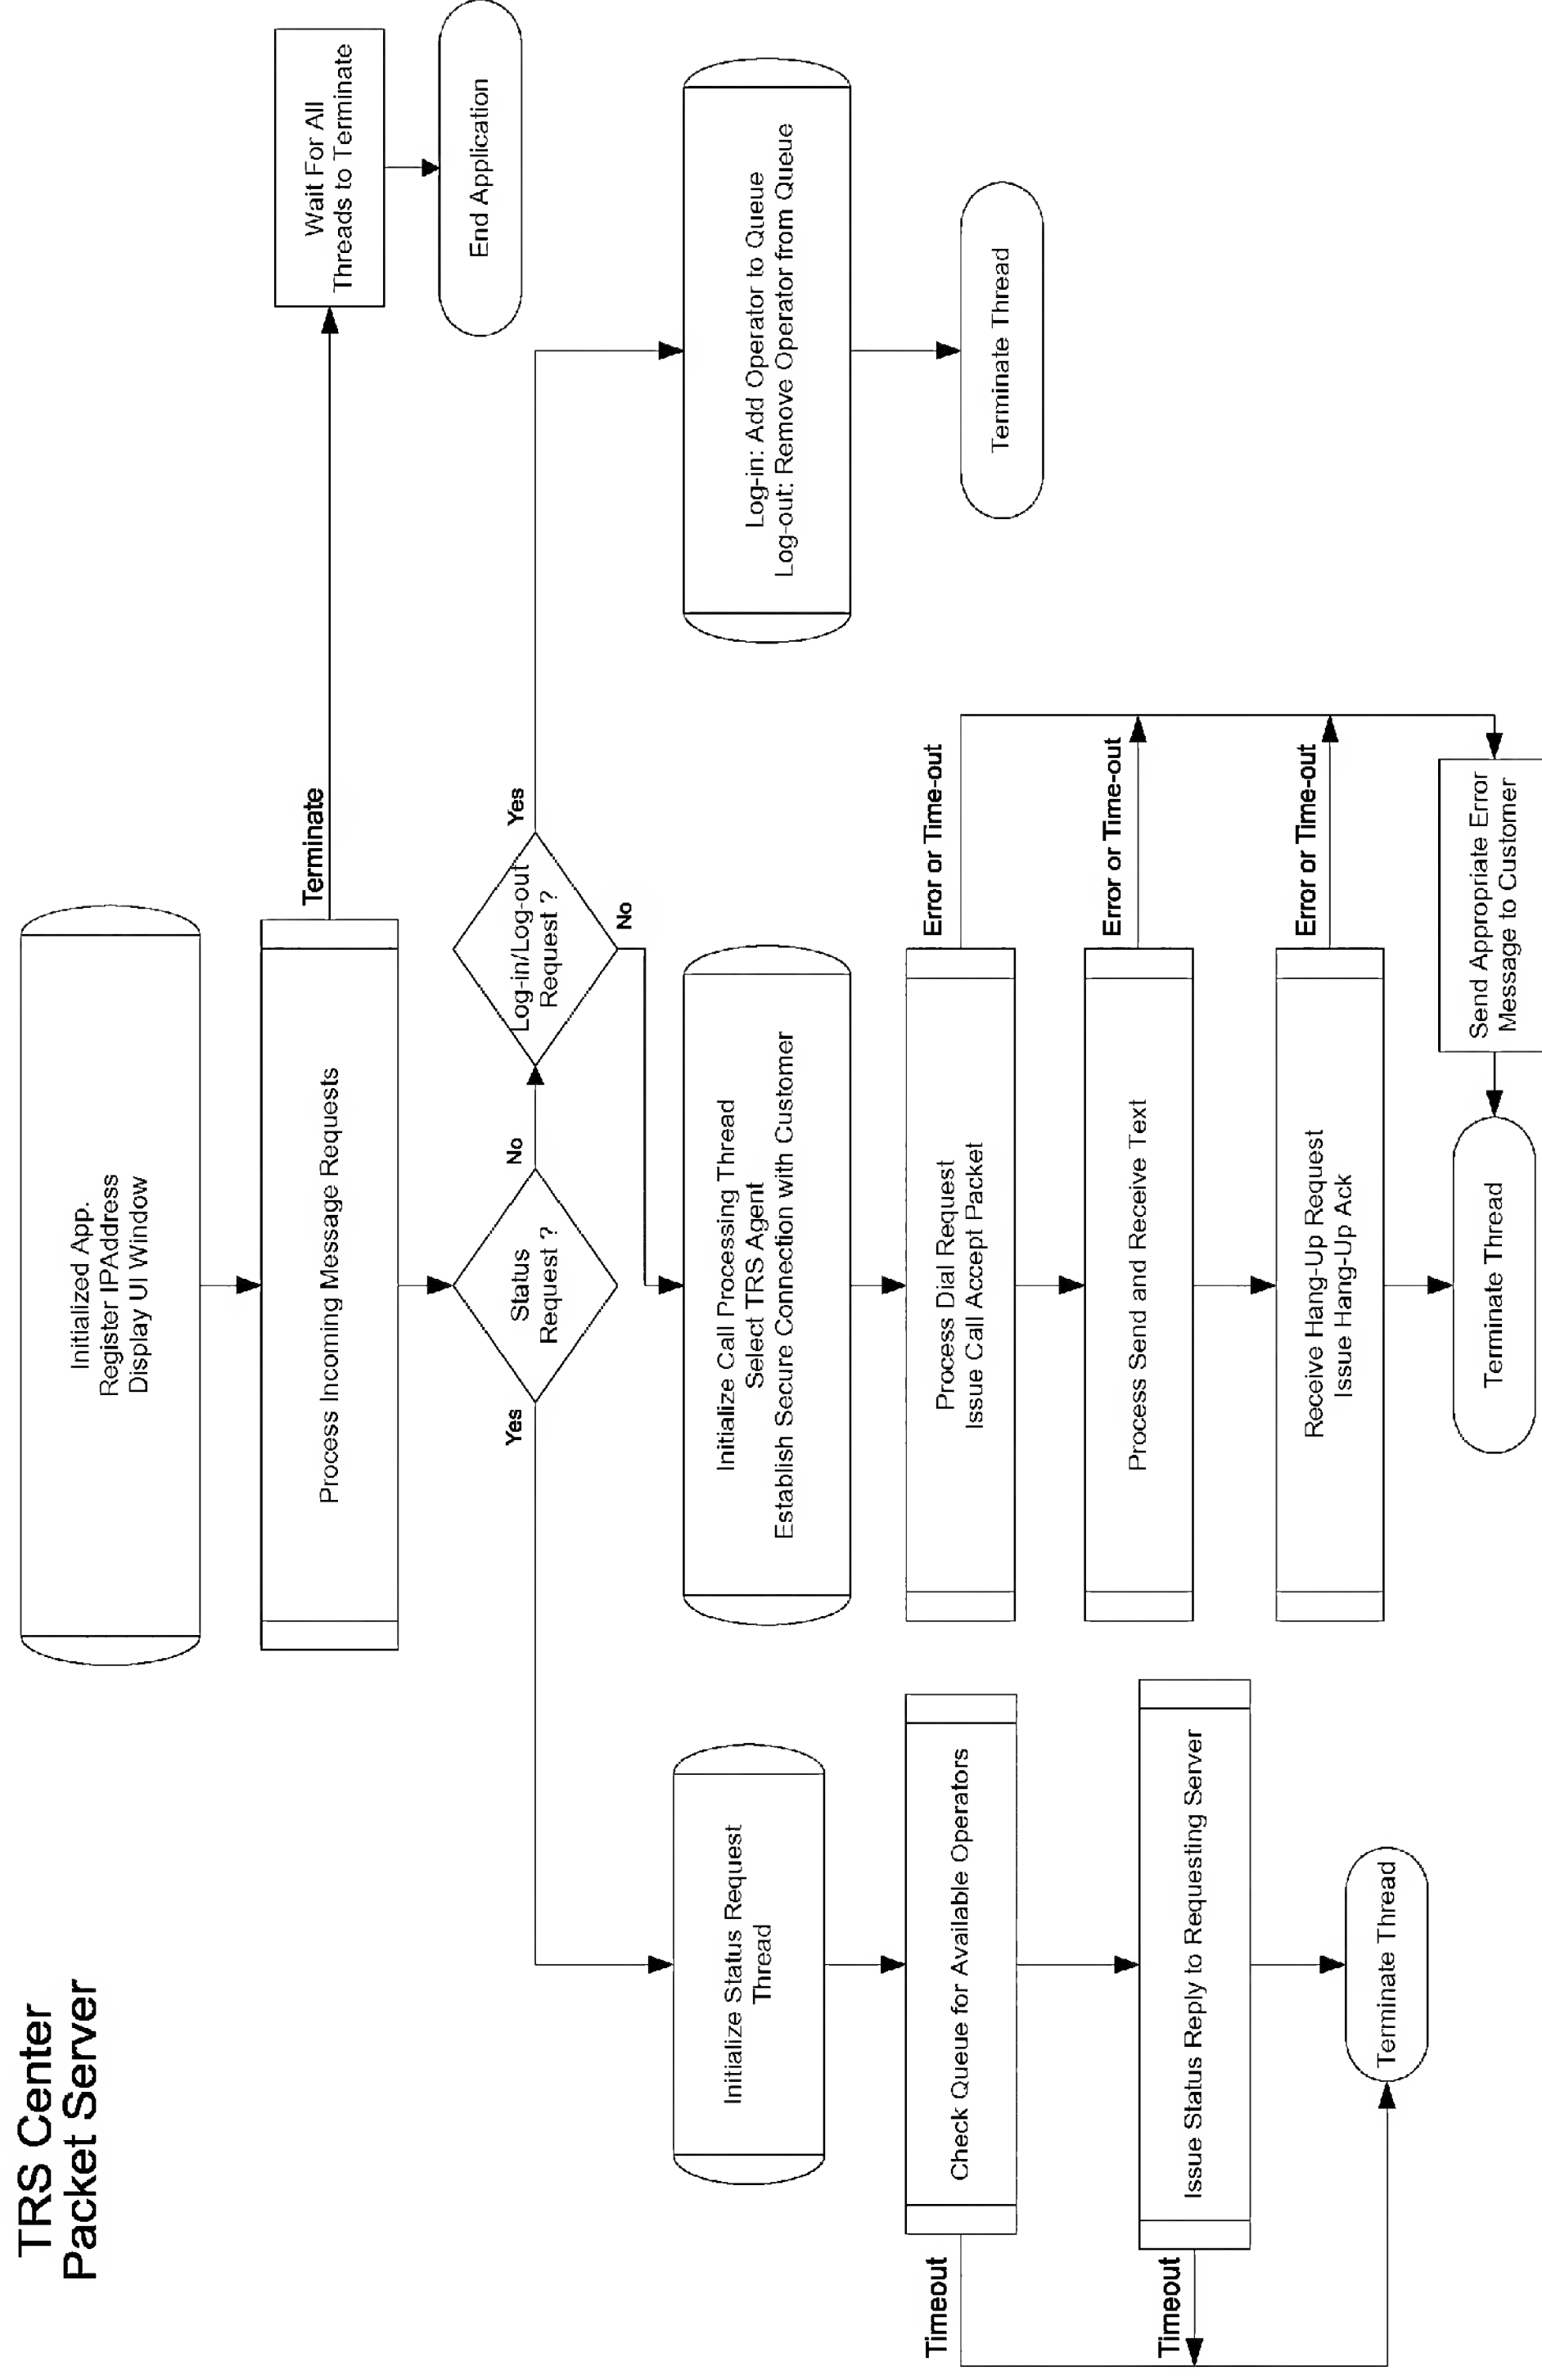 TRS Center
Packet Server
Initialized App.
Register IPAddress
Display UI Window
Process Incoming Message Requests
Terminate
Wait For All
Threads to Terminate
End Application
Status
Request ?
Yes
No
Log-in/Log-out
Request ?
Yes
No
Initialize Status Request
Thread
Initialize Call Processing Thread
Select TRS Agent
Establish Secure Connection with Customer
Log-in: Add Operator to Queue
Log-out: Remove Operator from Queue
Terminate Thread
Check Queue for Available Operators
Timeout
Process Dial Request
Issue Call Accept Packet
Error or Time-out
Process Send and Receive Text
Error or Time-out
Issue Status Reply to Requesting Server
Timeout
Receive Hang-Up Request
Issue Hang-Up Ack
Error or Time-out
Terminate Thread
Terminate Thread
Send Appropriate Error
Message to Customer